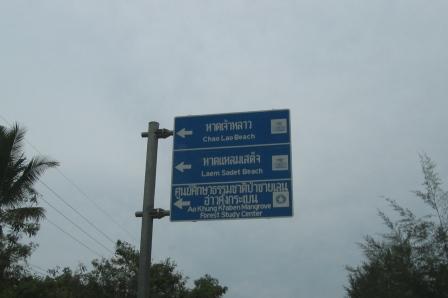 หาดเจ้าหลาว
Chao Lao Beach
หาดแหลมเสด็จ
Laem Sadet Beach
ศูนย์ศึกษาธรรมชาติป่าชายเลน
อ่าวคุ้งกระเบน
Ao Khung Kraben Mangrove
Forest Study Center